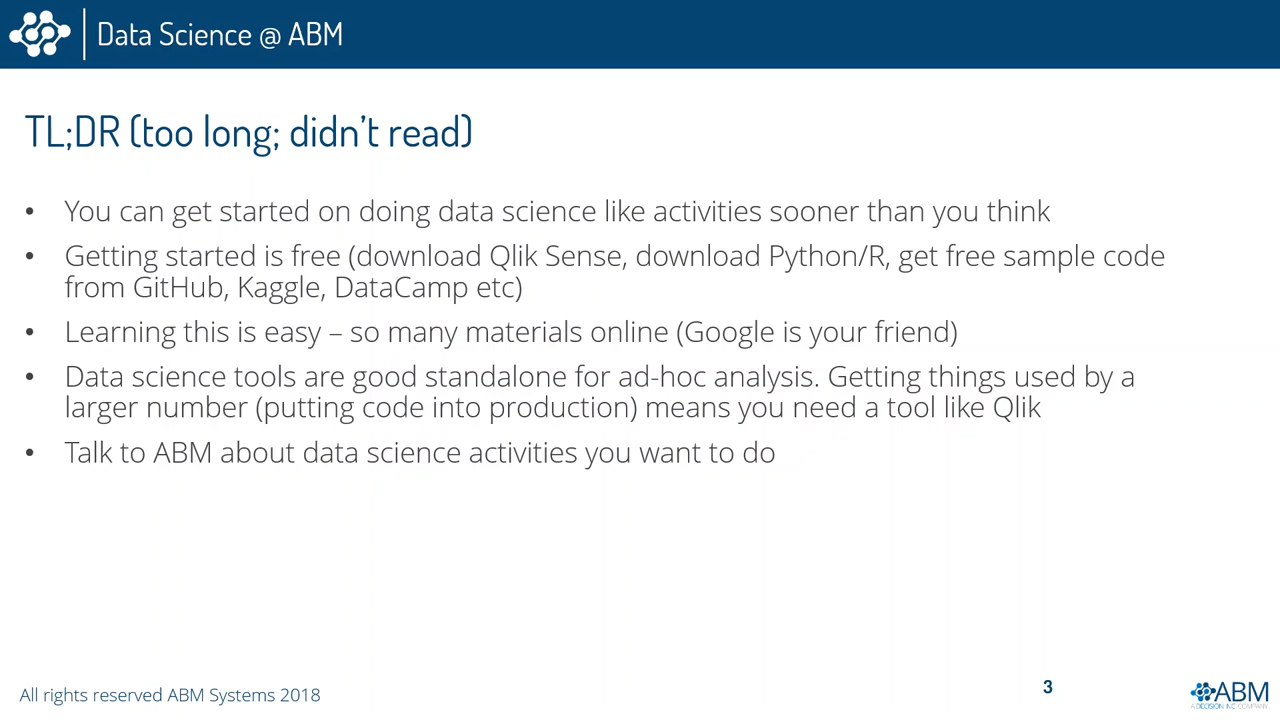 Data Science @ ABM
TL;DR (too long; didn't read)
• You can get started on doing data science like activities sooner than you think
• Getting started is free (download Qlik Sense, download Python/R, get free sample code
from GitHub, Kaggle, DataCamp etc)
• Learning this is easy – so many materials online (Google is your friend)
• Data science tools are good standalone for ad-hoc analysis. Getting things used by a
larger number (putting code into production) means you need a tool like Qlik
• Talk to ABM about data science activities you want to do
All rights reserved ABM Systems 2018
3
ABM
A DECISION INC COMPANY